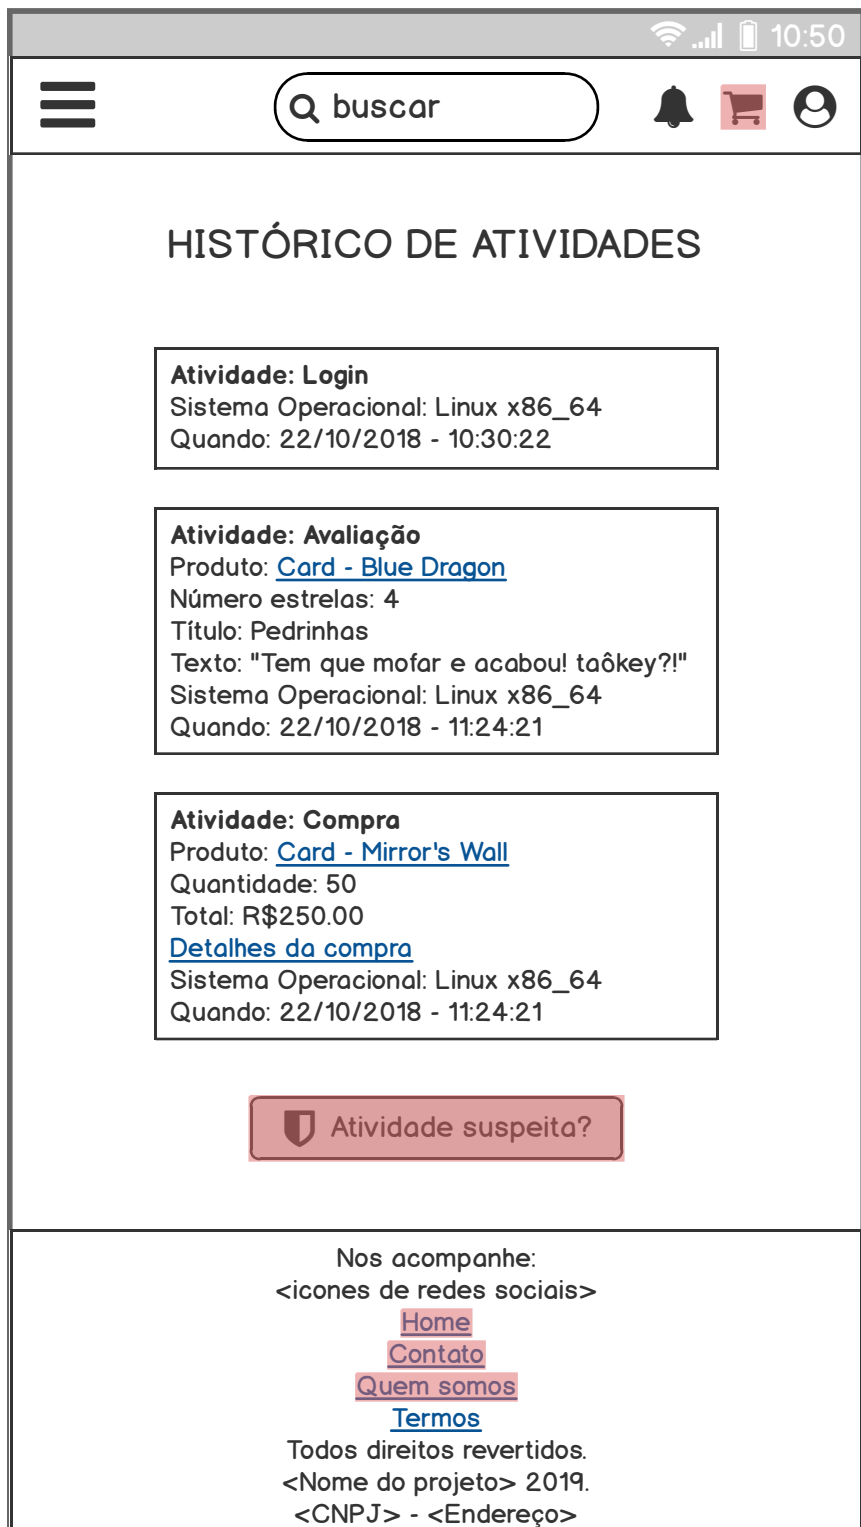 10:50
buscar
HISTÓRICO DE ATIVIDADES
Atividade: Login
Sistema Operacional: Linux x86_64
Quando: 22/10/2018 - 10:30:22
Atividade: Avaliação
Produto: Card - Blue Dragon
Número estrelas: 4
Título: Pedrinhas
Texto: "Tem que mofar e acabou! taôkey?!"
Sistema Operacional: Linux x86_64
Quando: 22/10/2018 - 11:24:21
Atividade: Compra
Produto: Card - Mirror's Wall
Quantidade: 50
Total: R$250.00
Detalhes da compra
Sistema Operacional: Linux x86_64
Quando: 22/10/2018 - 11:24:21
Atividade suspeita?
Nos acompanhe:
<icones de redes sociais>
Home
Contato
Quem somos
Termos
Todos direitos revertidos.
<Nome do projeto> 2019.
<CNPJ> - <Endereço>